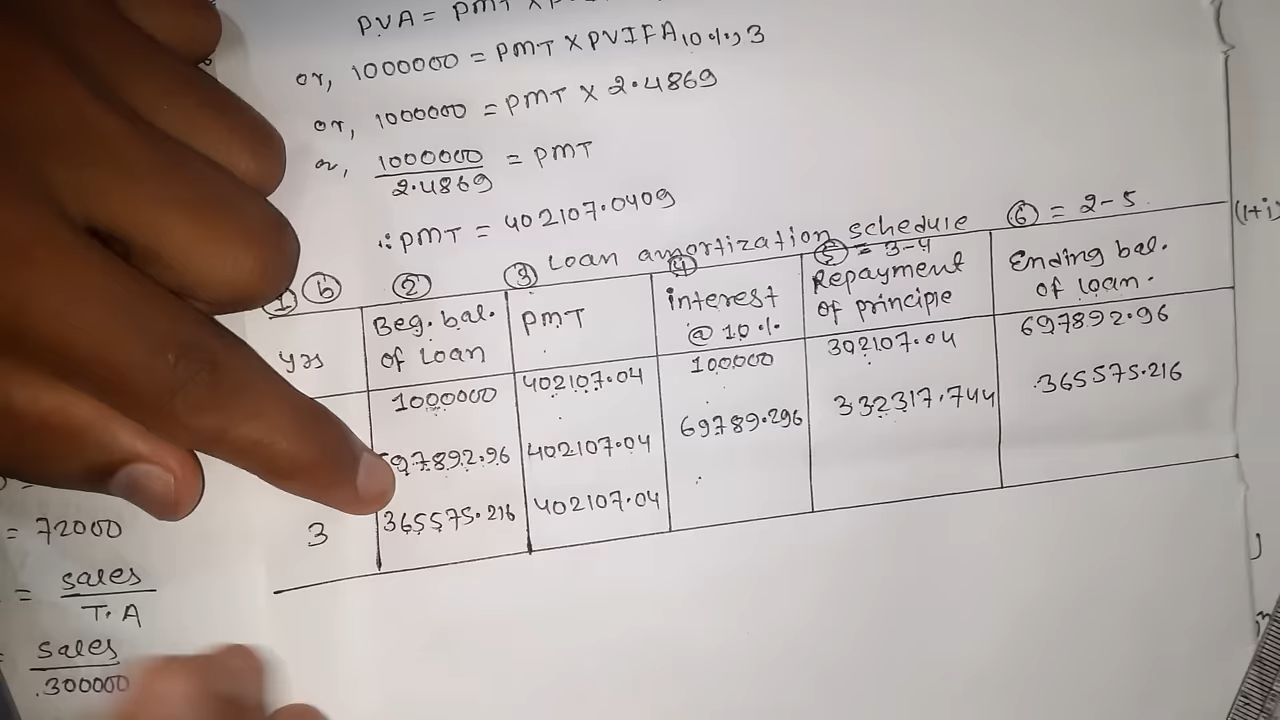 PVA = PMT X
or, 1000000 = PMT X PVIFA 10%, 3
or, 1000000 = PMT X 2.4869
or, 1000000 / 2.4869 = PMT
∴ PMT = 402107.0409
b Loan amortization schedule
① ② ③ ④ ⑤ = 3-4 ⑥ = 2-5
yrs Beg. bal. of Loan PMT interest @ 10% Repayment of principle Ending bal. of loan.
1000000 402107.04 100000 302107.04 697892.96
97892.96 402107.04 69789.296 332317.744 365575.216
3 365575.216 402107.04
(1+i)
= 72000
= sales / T.A
= sales / 300000